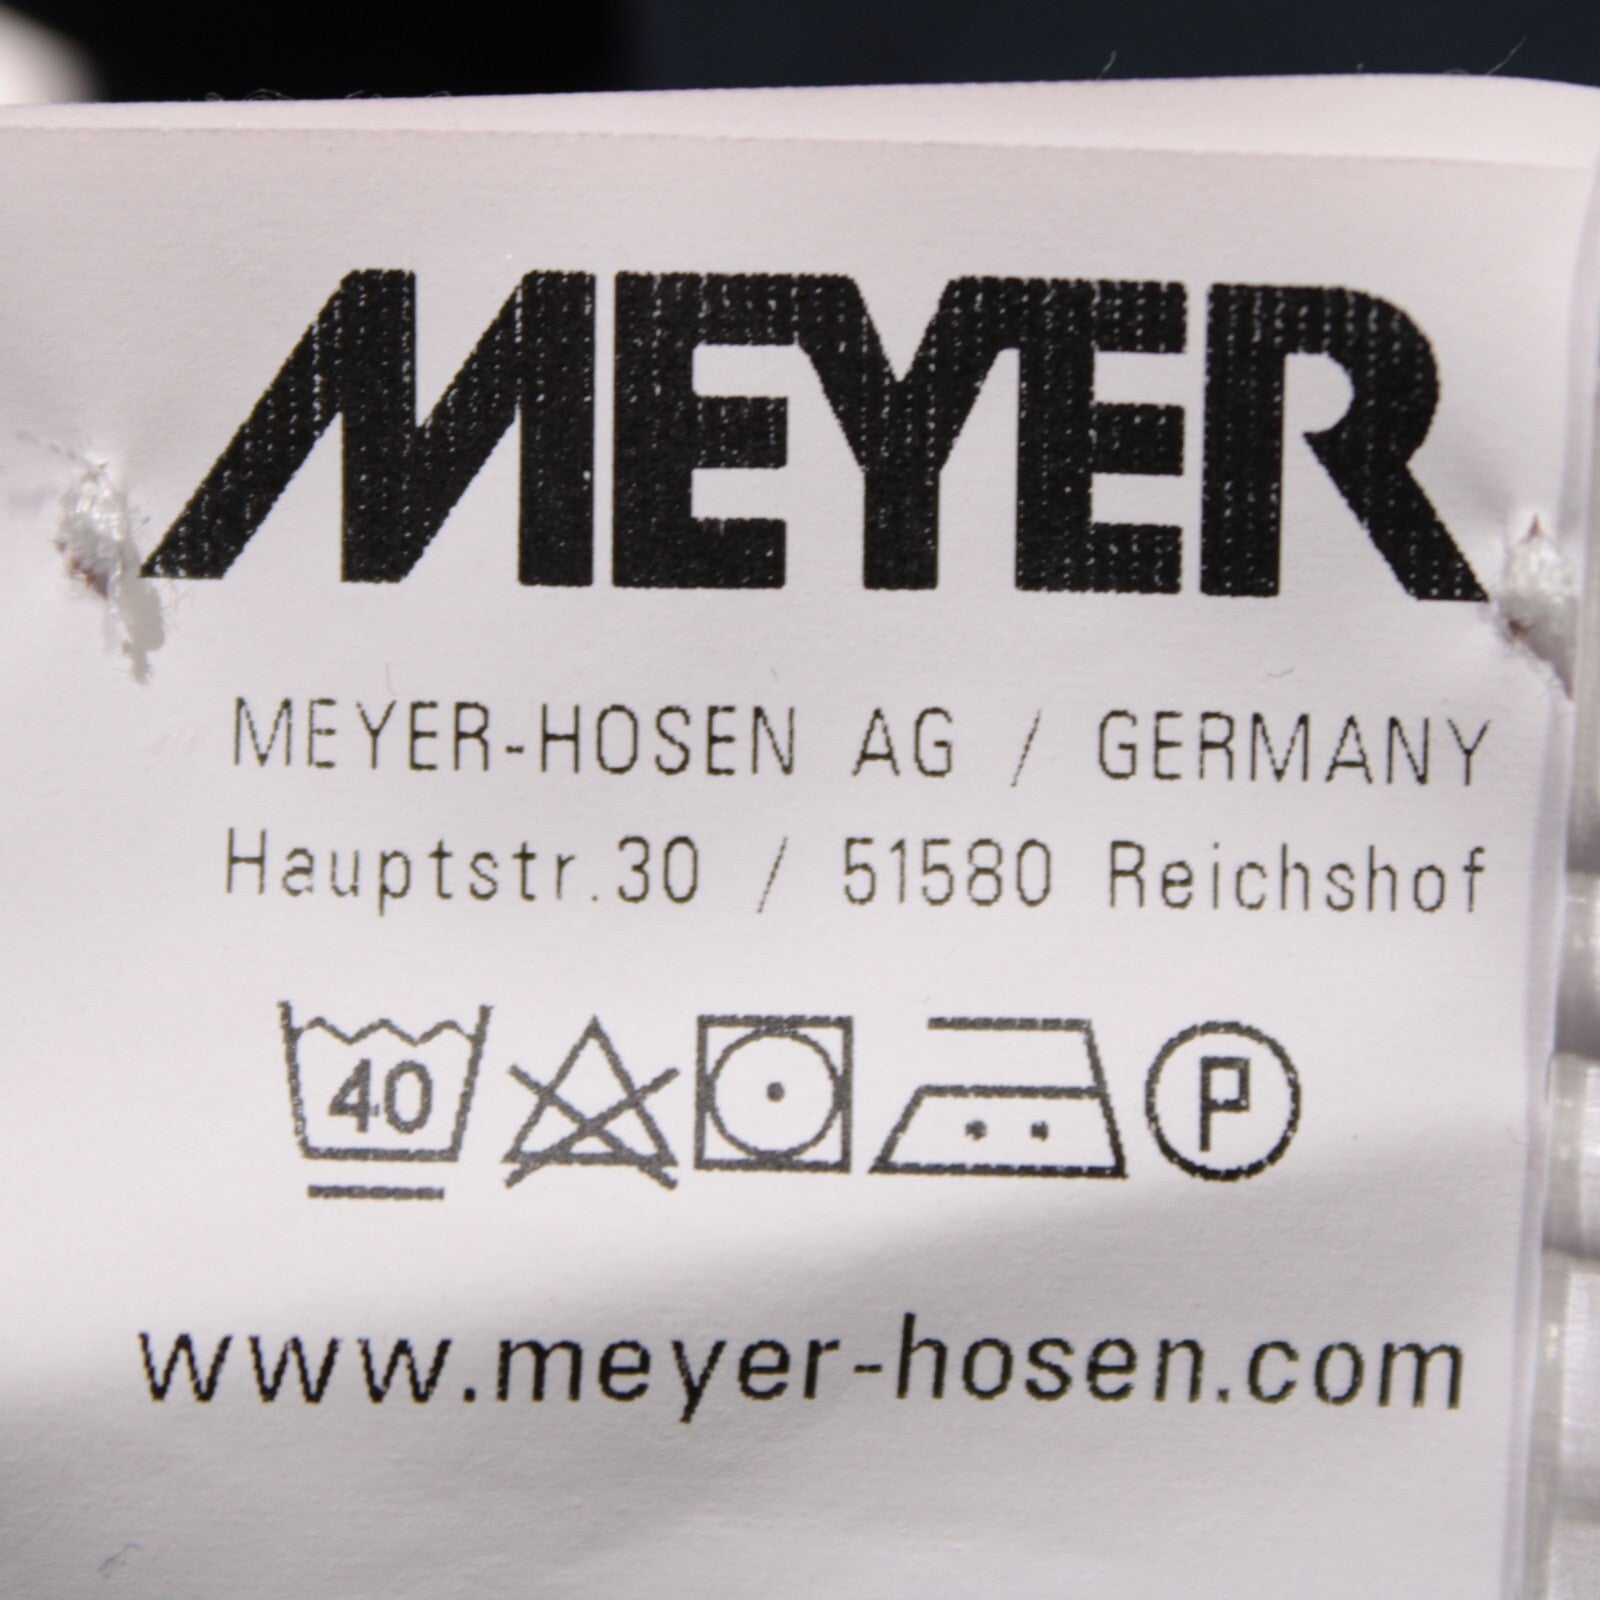 MEYER
MEYER-HOSEN AG / GERMANY
Hauptstr.30 / 51580 Reichshof
40 P
www.meyer-hosen.com